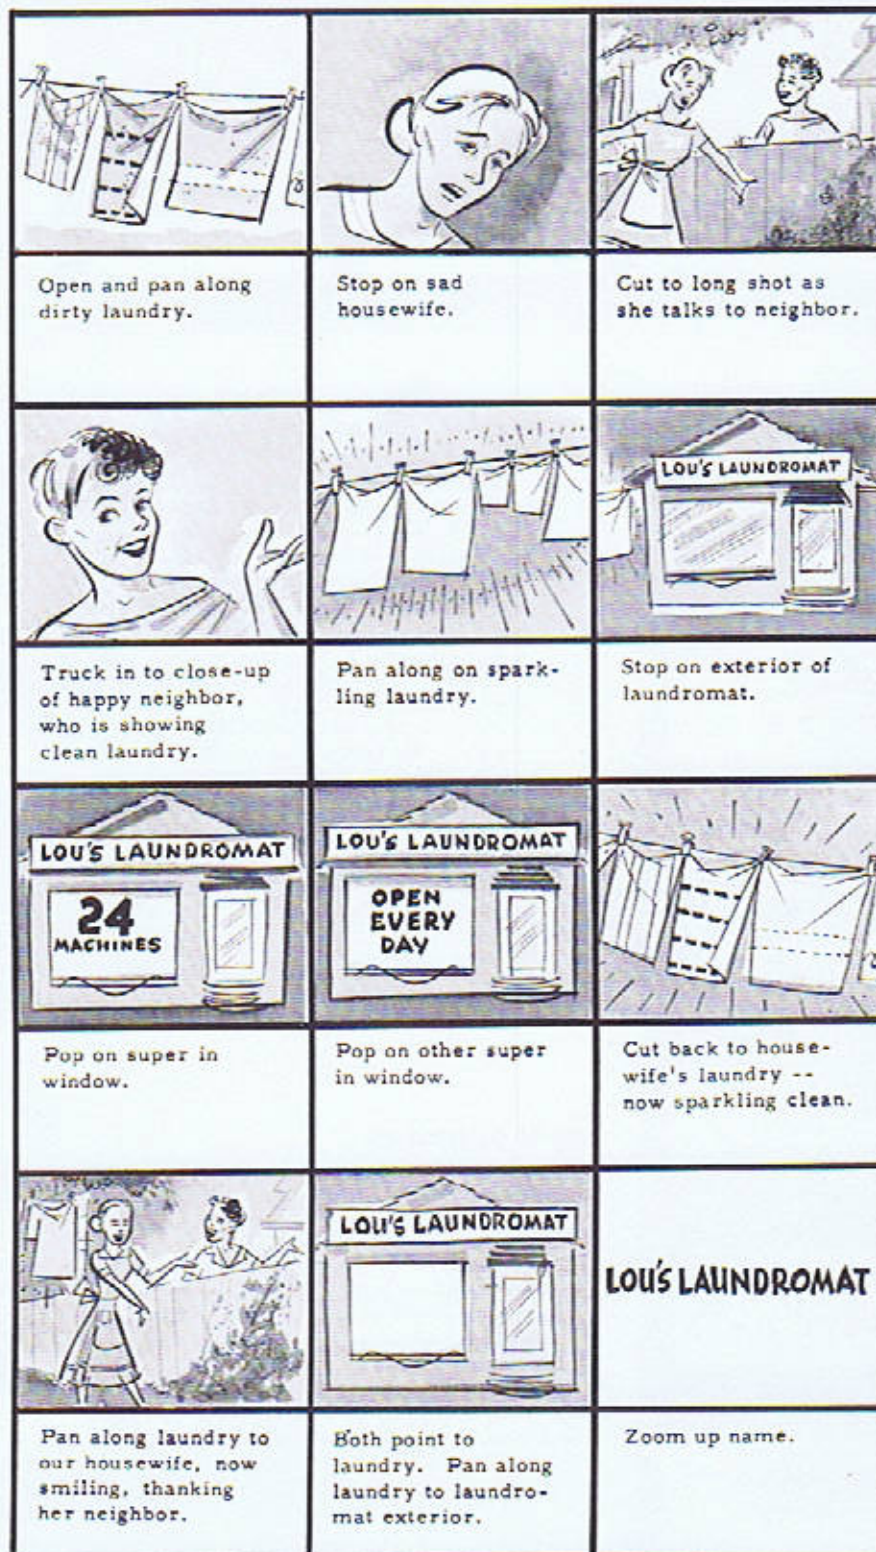 Open and pan along
dirty laundry.
Stop on sad
housewife.
Cut to long shot as
she talks to neighbor.
LOU'S LAUNDROMAT
Truck in to close-up
of happy neighbor,
who is showing
clean laundry.
Pan along on spark-
ling laundry.
Stop on exterior of
laundromat.
LOU'S LAUNDROMAT
24
MACHINES
LOU'S LAUNDROMAT
OPEN
EVERY
DAY
Pop on super in
window.
Pop on other super
in window.
Cut back to house-
wife's laundry --
now sparkling clean.
LOU'S LAUNDROMAT
LOU'S LAUNDROMAT
Pan along laundry to
our housewife, now
smiling, thanking
her neighbor.
Both point to
laundry. Pan along
laundry to laundro-
mat exterior.
Zoom up name.